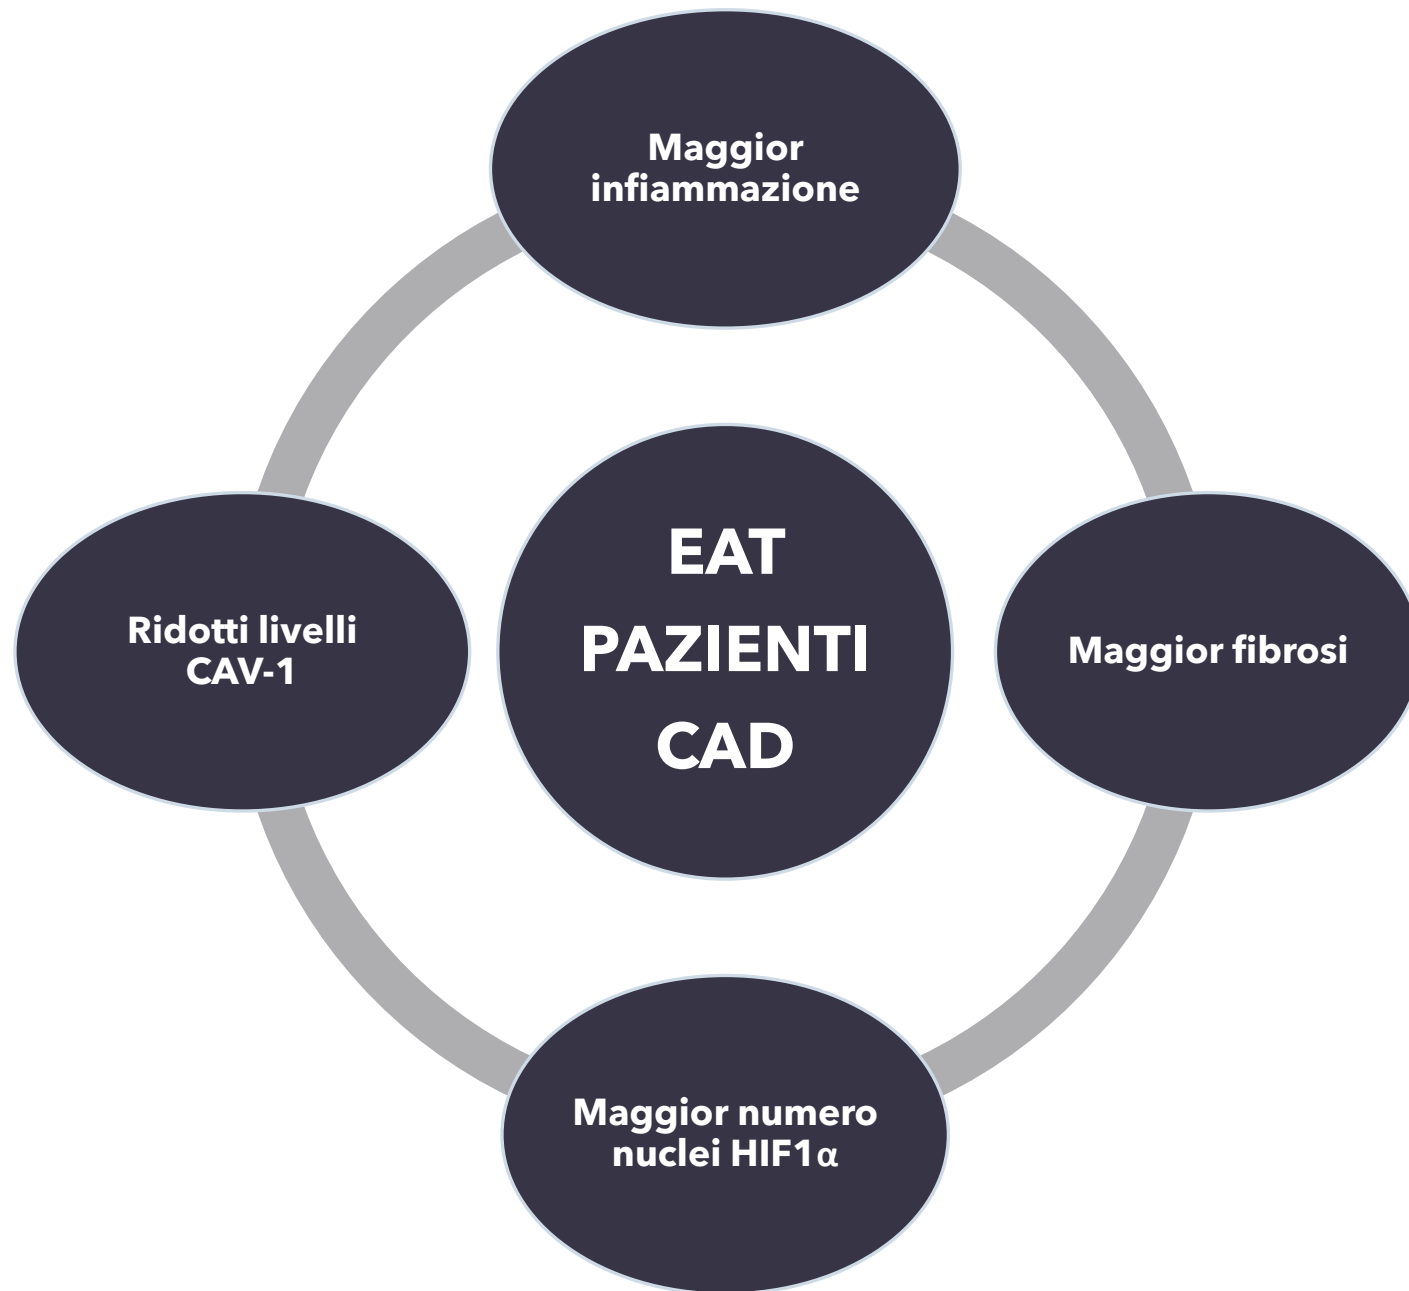 Maggior
infiammazione
EAT
PAZIENTI
CAD
Ridotti livelli
CAV-1
Maggior fibrosi
Maggior numero
nuclei HIF1α